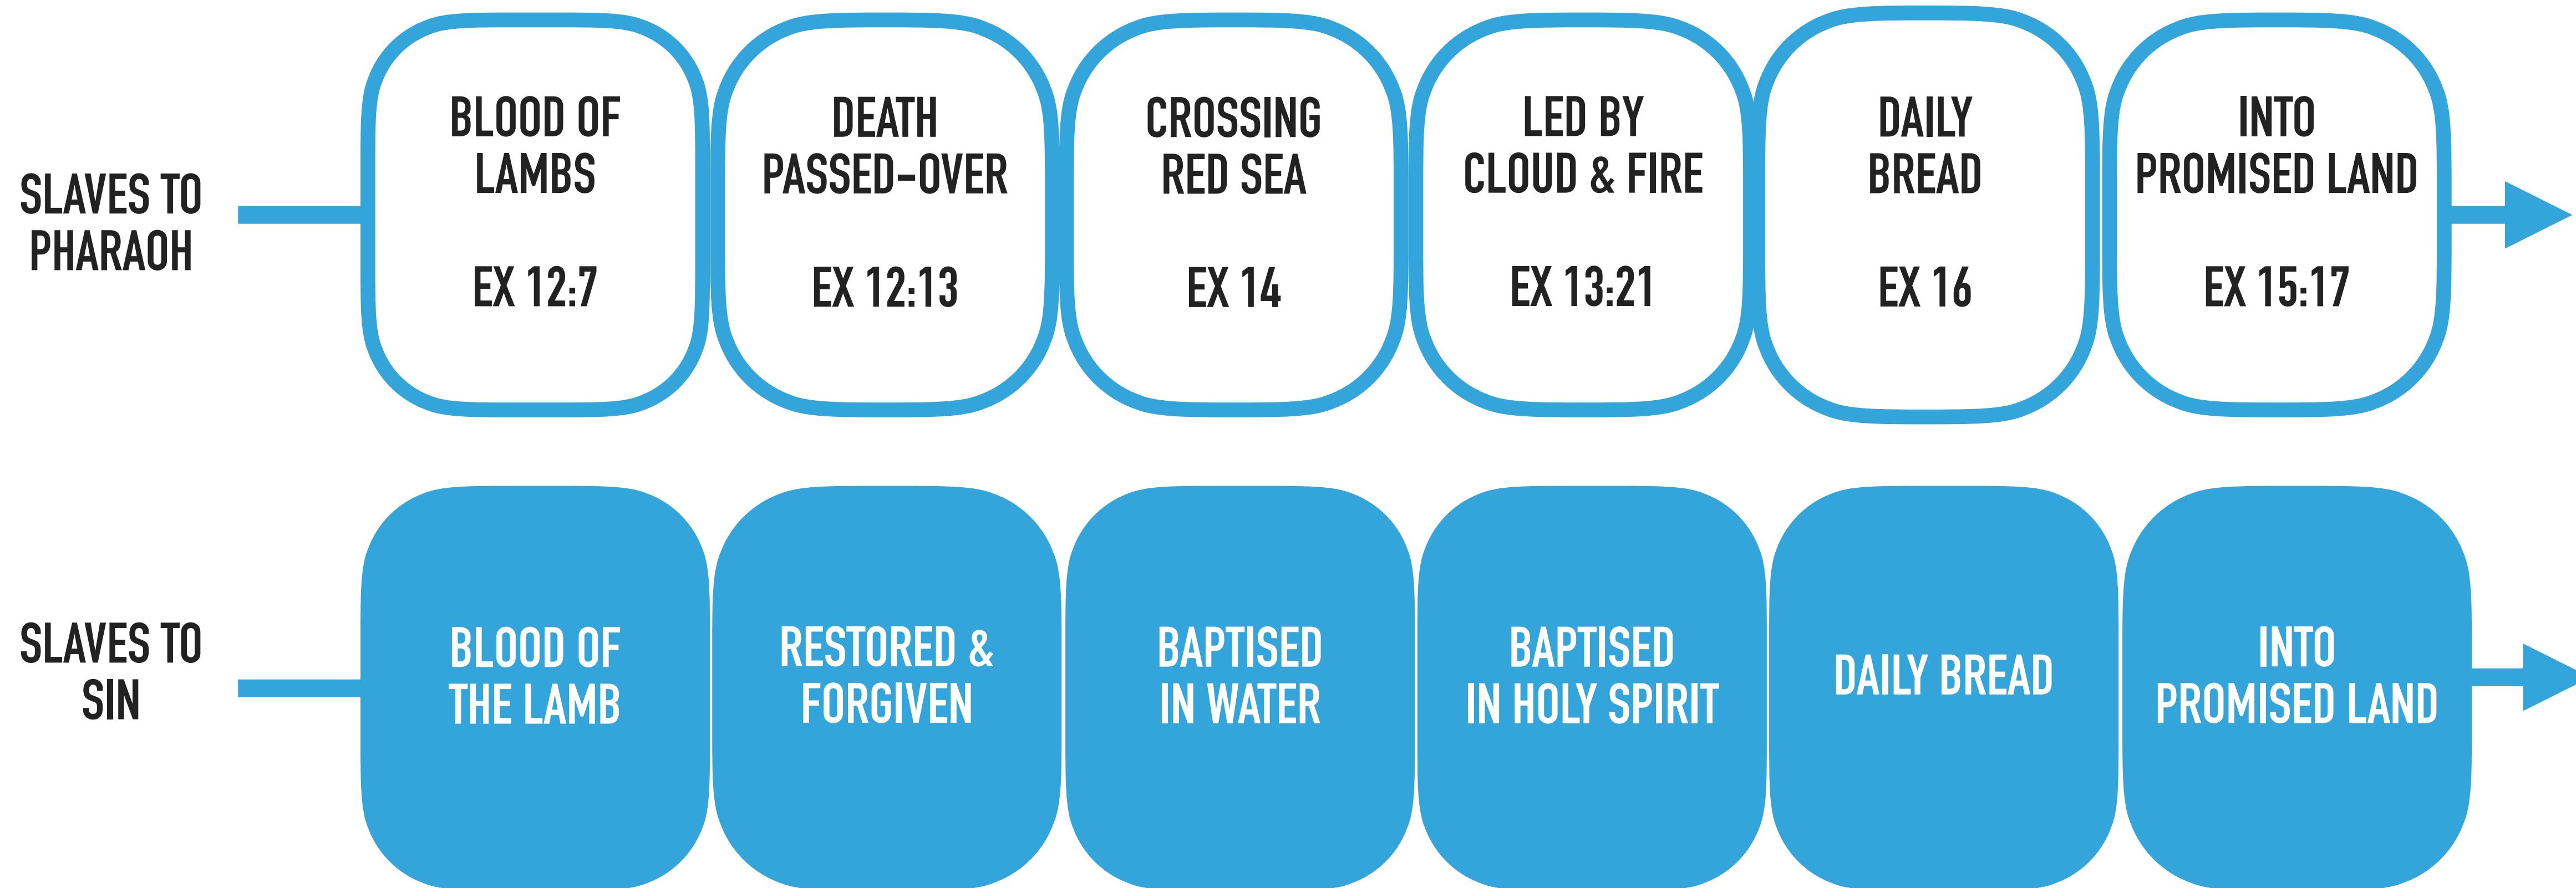 SLAVES TO
PHARAOH
BLOOD OF
LAMBS
EX 12:7
DEATH
PASSED-OVER
EX 12:13
CROSSING
RED SEA
EX 14
LED BY
CLOUD & FIRE
EX 13:21
DAILY
BREAD
EX 16
INTO
PROMISED LAND
EX 15:17
SLAVES TO
SIN
BLOOD OF
THE LAMB
RESTORED &
FORGIVEN
BAPTISED
IN WATER
BAPTISED
IN HOLY SPIRIT
DAILY BREAD
INTO
PROMISED LAND